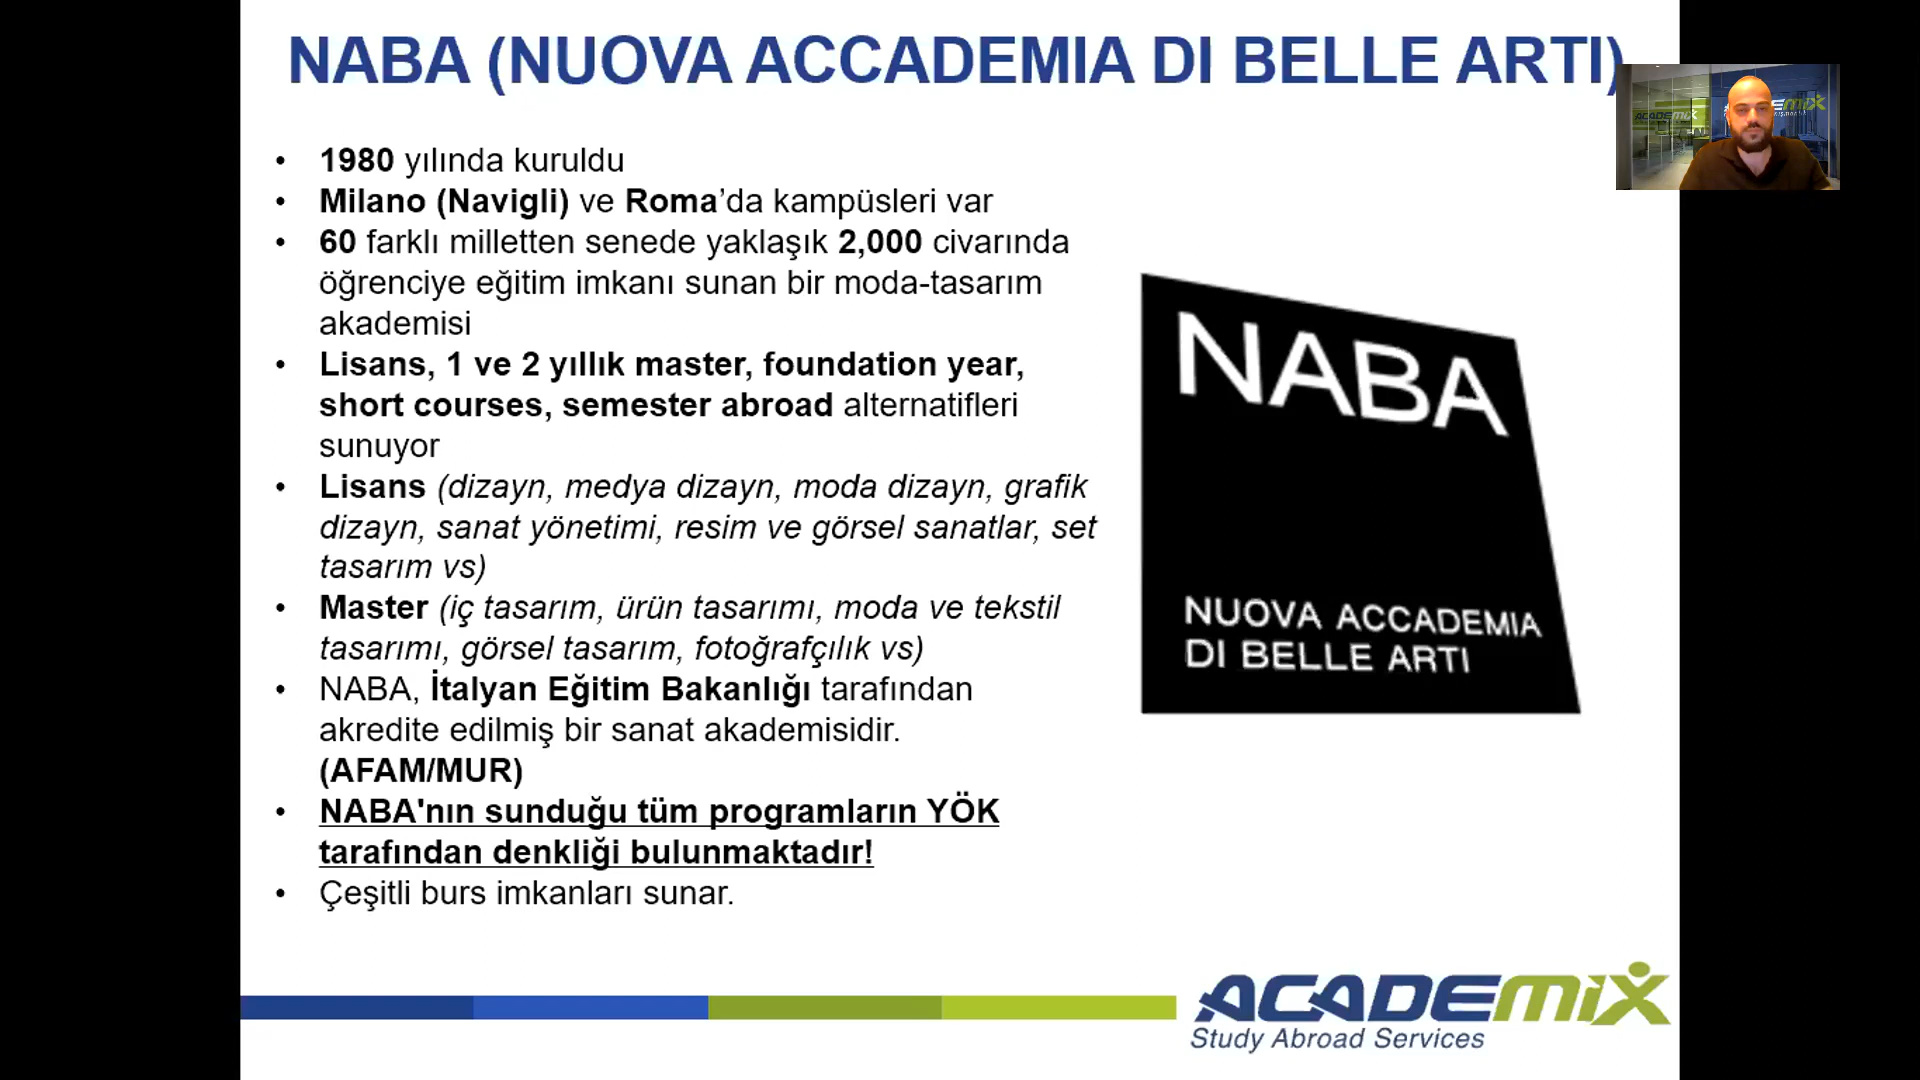 NABA (NUOVA ACCADEMIA DI BELLE ARTI)
• 1980 yılında kuruldu
• Milano (Navigli) ve Roma’da kampüsleri var
• 60 farklı milletten senede yaklaşık 2,000 civarında
öğrenciye eğitim imkanı sunan bir moda-tasarım
akademisi
• Lisans, 1 ve 2 yıllık master, foundation year,
short courses, semester abroad alternatifleri
sunuyor
• Lisans (dizayn, medya dizayn, moda dizayn, grafik
dizayn, sanat yönetimi, resim ve görsel sanatlar, set
tasarım vs)
• Master (iç tasarım, ürün tasarımı, moda ve tekstil
tasarımı, görsel tasarım, fotoğrafçılık vs)
• NABA, İtalyan Eğitim Bakanlığı tarafından
akredite edilmiş bir sanat akademisidir.
(AFAM/MUR)
• NABA'nın sunduğu tüm programların YÖK
tarafından denkliği bulunmaktadır!
• Çeşitli burs imkanları sunar.
NABA
NUOVA ACCADEMIA
DI BELLE ARTI
ACADEMIX
ACADEMIX
Study Abroad Services